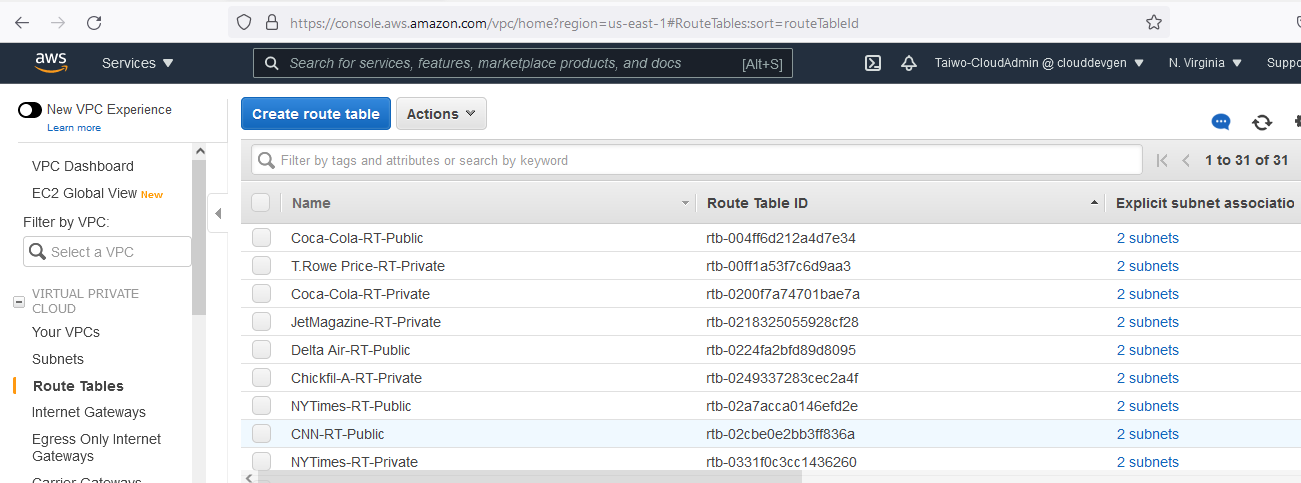 https://console.aws.amazon.com/vpc/home?region=us-east-1#RouteTables:sort=routeTableId
aws Services Search for services, features, marketplace products, and docs [Alt+S] Taiwo-CloudAdmin @ clouddevgen N. Virginia Suppo
New VPC Experience
Learn more
VPC Dashboard
EC2 Global View New
Filter by VPC:
Select a VPC
VIRTUAL PRIVATE
CLOUD
Your VPCs
Subnets
Route Tables
Internet Gateways
Egress Only Internet
Gateways
Carrier Gateways
Create route table Actions
Filter by tags and attributes or search by keyword 1 to 31 of 31
Name Route Table ID Explicit subnet associatio
Coca-Cola-RT-Public rtb-004ff6d212a4d7e34 2 subnets
T.Rowe Price-RT-Private rtb-00ff1a53f7c6d9aa3 2 subnets
Coca-Cola-RT-Private rtb-0200f7a74701bae7a 2 subnets
JetMagazine-RT-Private rtb-0218325055928cf28 2 subnets
Delta Air-RT-Public rtb-0224fa2bfd89d8095 2 subnets
Chickfil-A-RT-Private rtb-0249337283cec2a4f 2 subnets
NYTimes-RT-Public rtb-02a7acca0146efd2e 2 subnets
CNN-RT-Public rtb-02cbe0e2bb3ff836a 2 subnets
NYTimes-RT-Private rtb-0331f0c3cc1436260 2 subnets